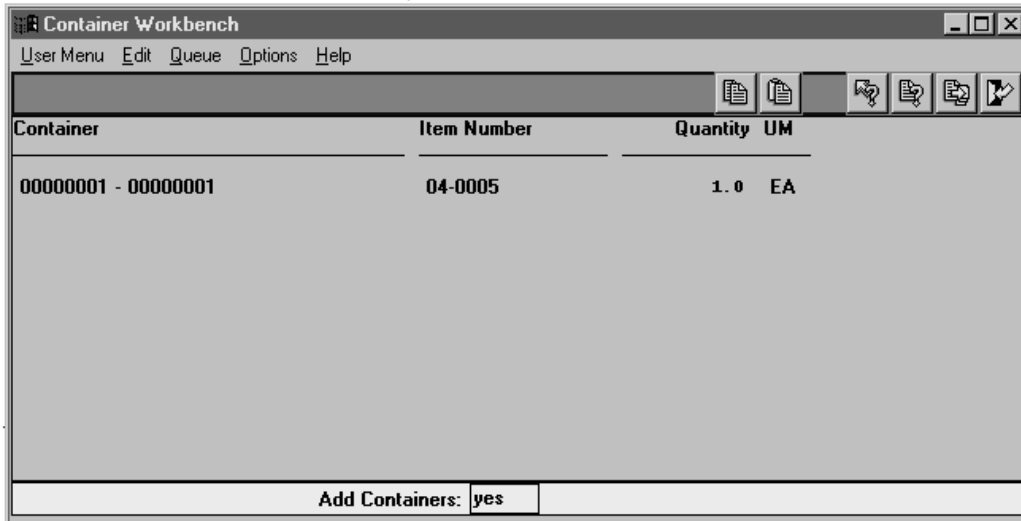 Container Workbench
User Menu Edit Queue Options Help
Container Item Number Quantity UM
00000001 - 00000001 04-0005 1.0 EA
Add Containers: yes